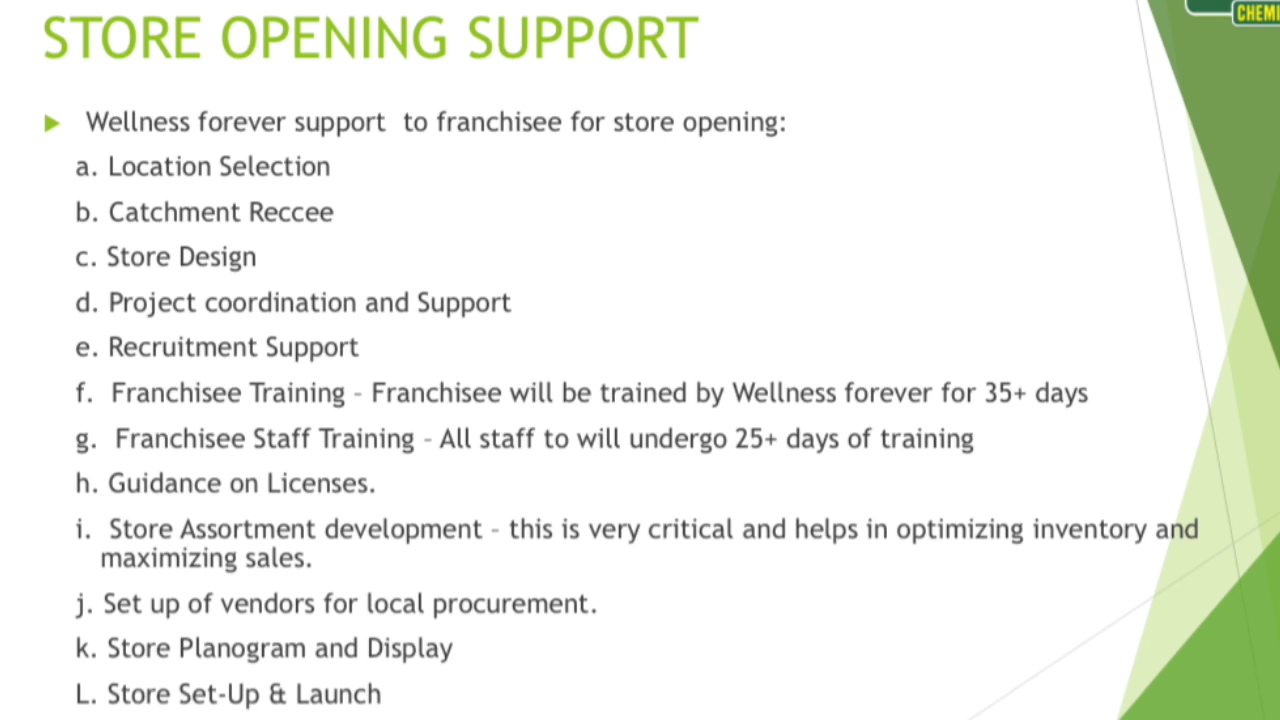 CHEMI
STORE OPENING SUPPORT
Wellness forever support to franchisee for store opening:
a. Location Selection
b. Catchment Reccee
c. Store Design
d. Project coordination and Support
e. Recruitment Support
f. Franchisee Training - Franchisee will be trained by Wellness forever for 35+ days
g. Franchisee Staff Training - All staff to will undergo 25+ days of training
h. Guidance on Licenses.
i. Store Assortment development - this is very critical and helps in optimizing inventory and
maximizing sales.
j. Set up of vendors for local procurement.
k. Store Planogram and Display
L. Store Set-Up & Launch